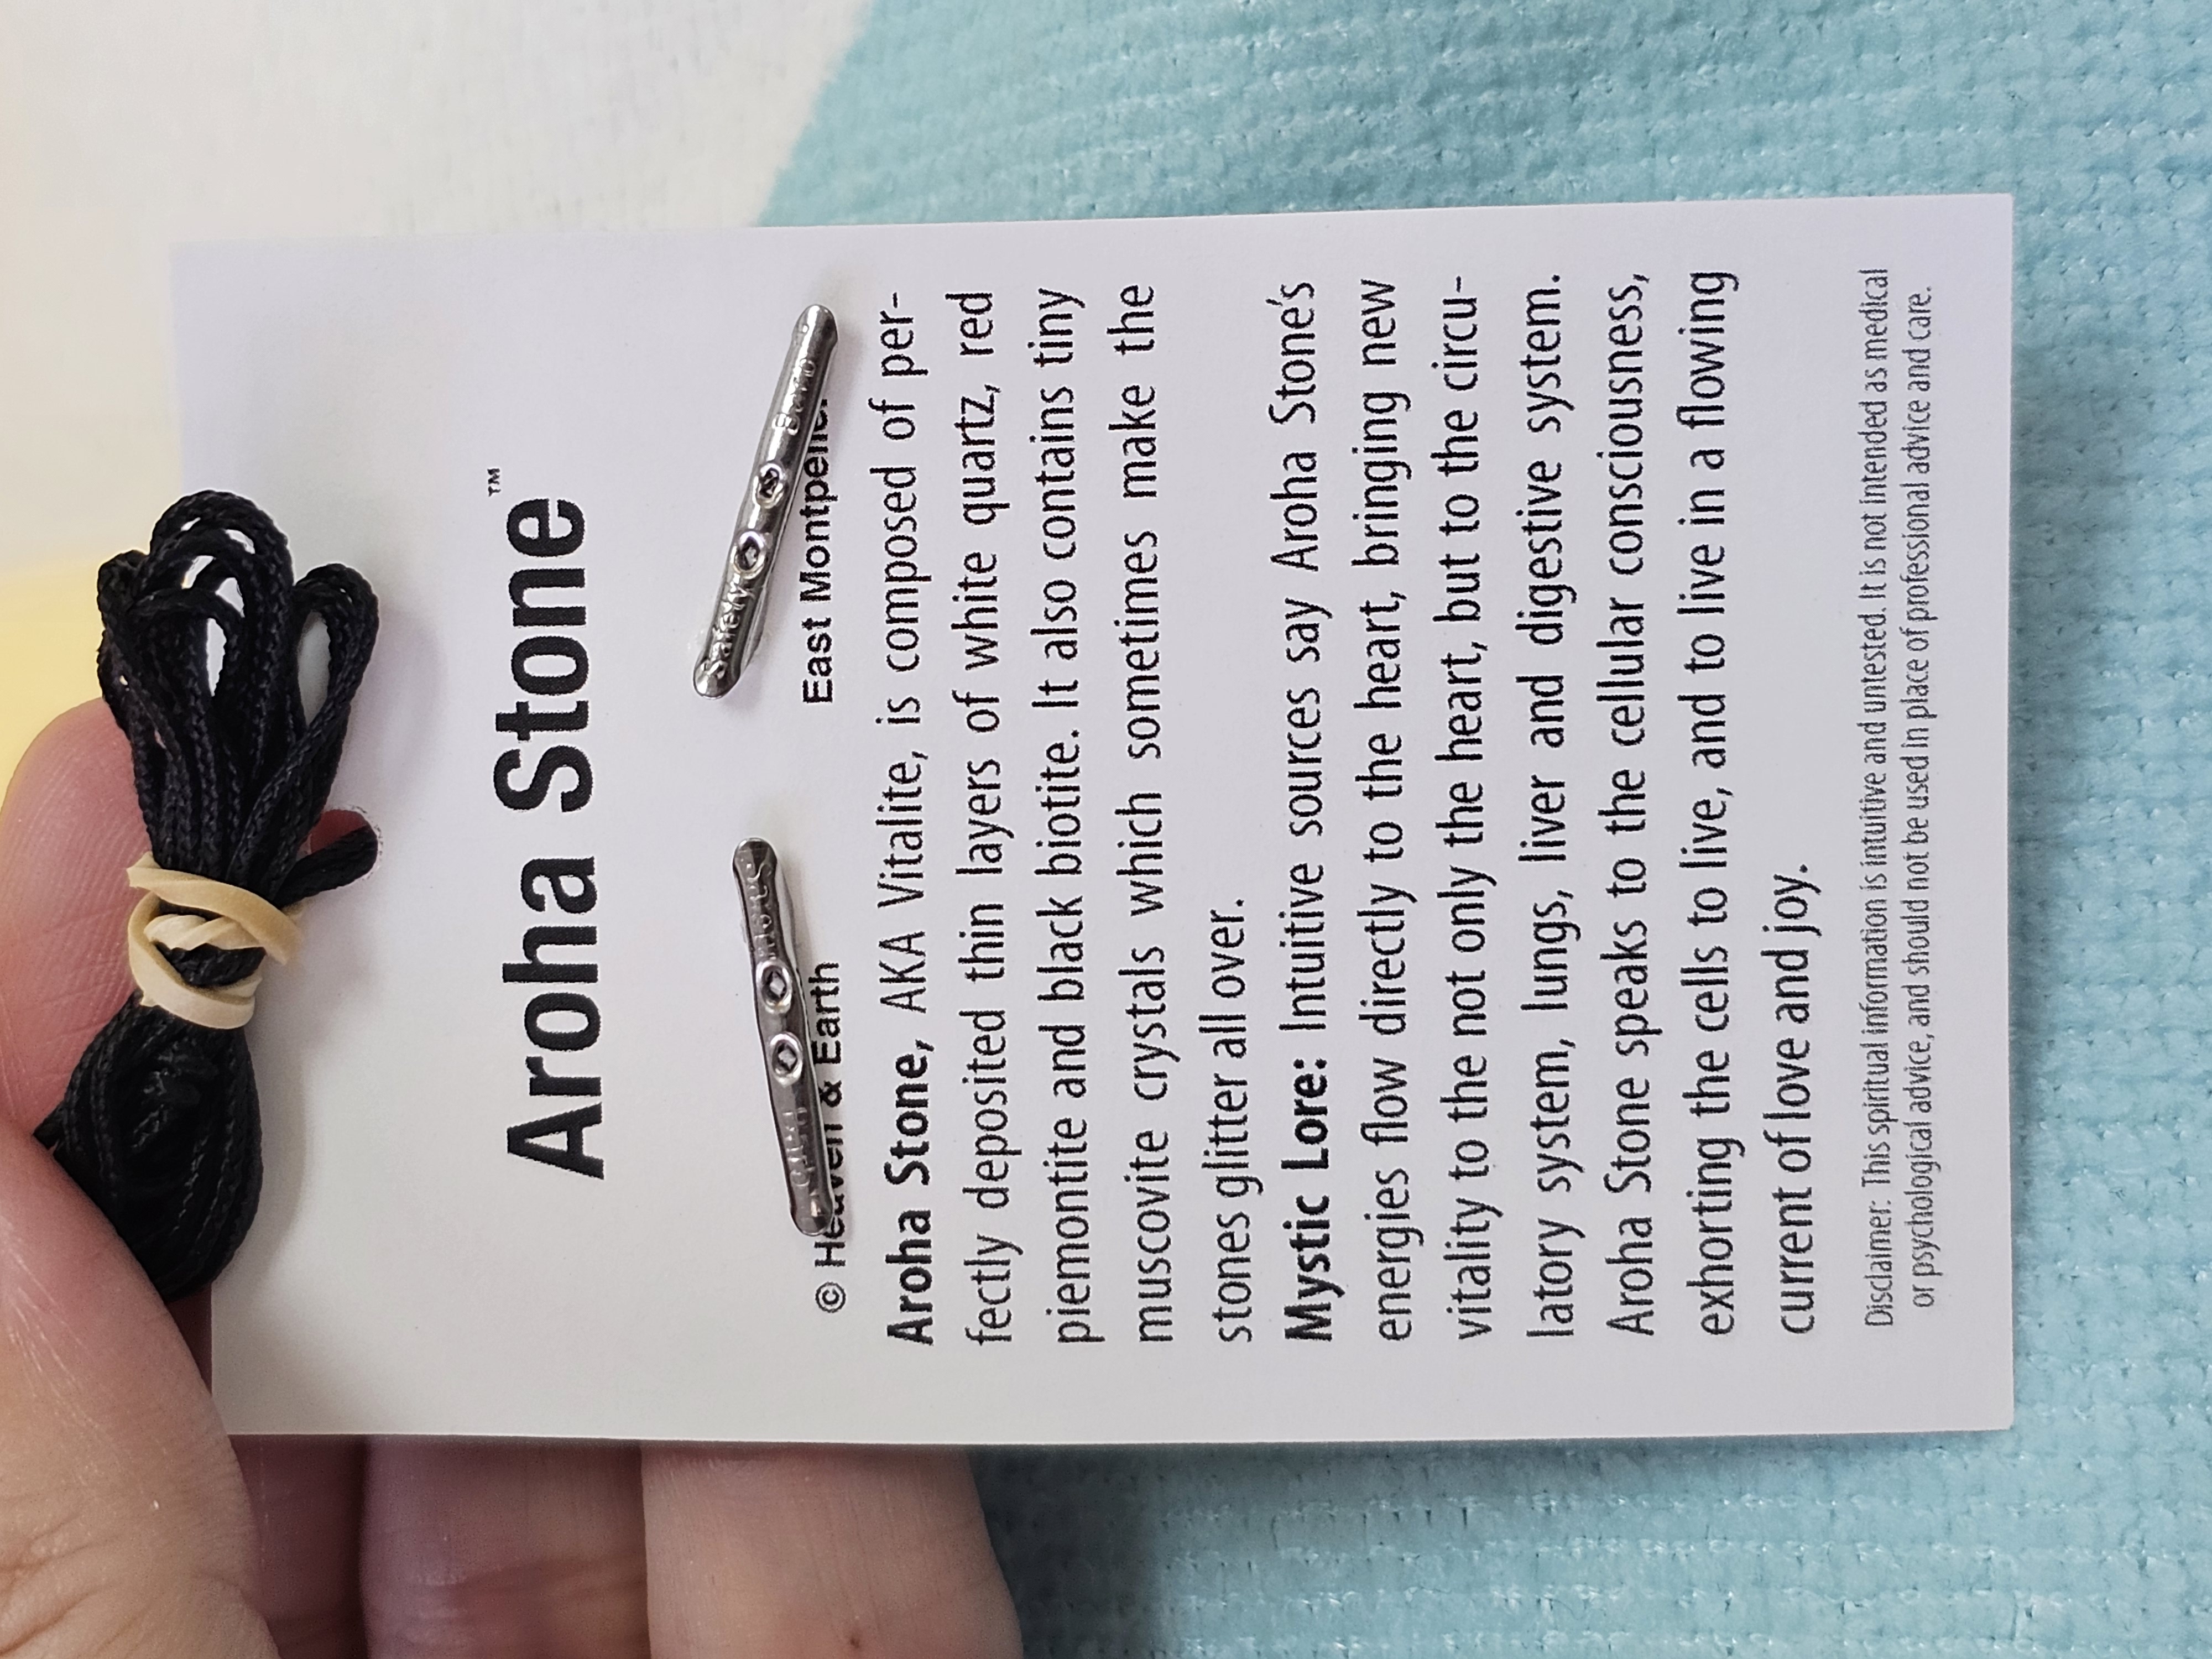 Aroha Stone™
© Heaven & Earth East
Aroha Stone, AKA Vitalite, is composed of per-
fectly deposited thin layers of white quartz, red
piemontite and black biotite. It also contains tiny
muscovite crystals which sometimes make the
stones glitter all over.
Mystic Lore: Intuitive sources say Aroha Stone's
energies flow directly to the heart, bringing new
vitality to the not only the heart, but to the circu-
latory system, lungs, liver and digestive system.
Aroha Stone speaks to the cellular consciousness,
exhorting the cells to live, and to live in a flowing
current of love and joy.
Disclaimer: This spiritual information is intuitive and untested. It is not intended as medical
or psychological advice, and should not be used in place of professional advice and care.